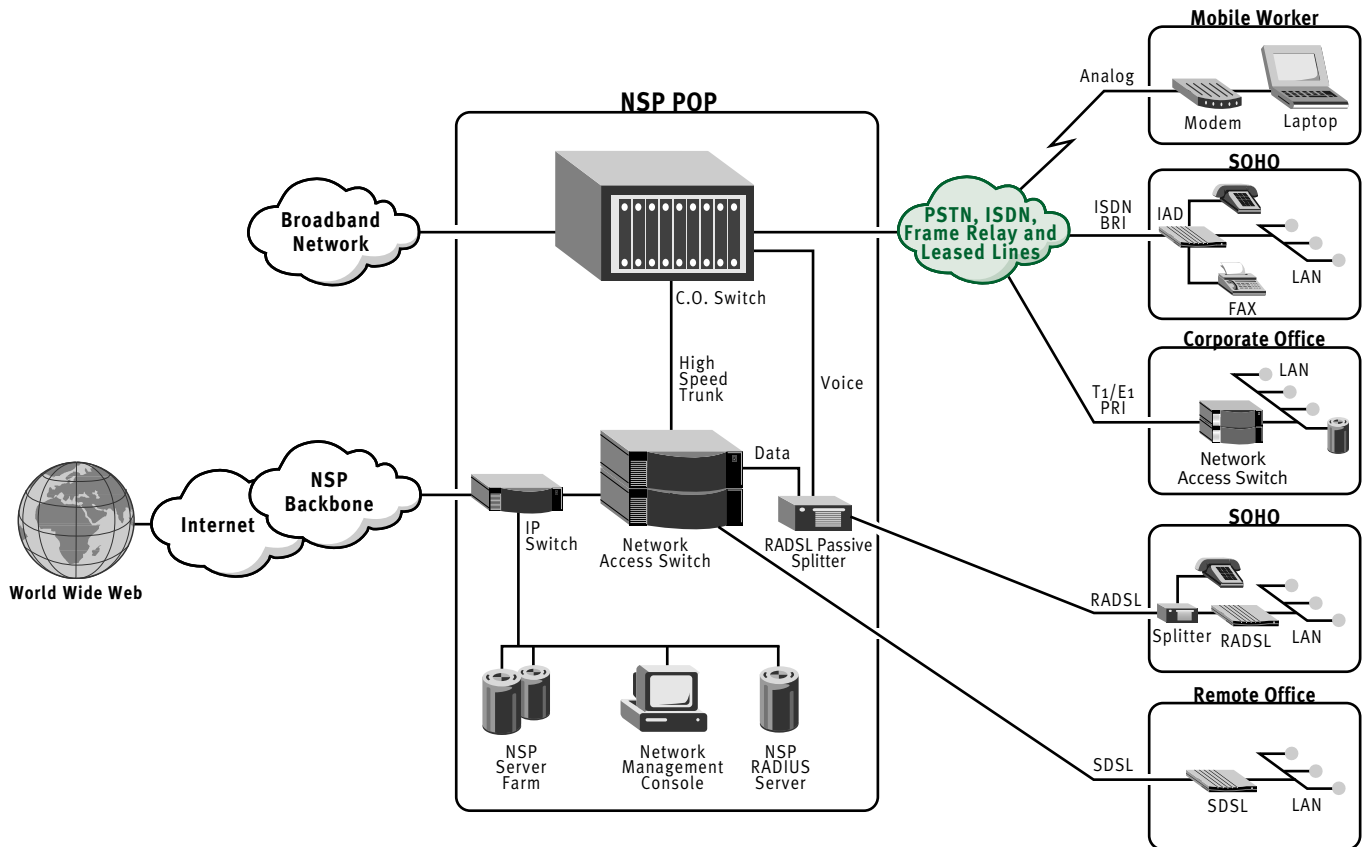 Mobile Worker
Analog
Modem
Laptop
NSP POP
SOHO
ISDN
BRI
IAD
LAN
FAX
Broadband
Network
PSTN, ISDN,
Frame Relay and
Leased Lines
C.O. Switch
High
Speed
Trunk
Voice
Corporate Office
LAN
T1/E1
PRI
Network
Access Switch
Data
NSP
Backbone
Internet
World Wide Web
IP
Switch
Network
Access Switch
RADSL Passive
Splitter
SOHO
RADSL
Splitter
RADSL
LAN
NSP
Server
Farm
Network
Management
Console
NSP
RADIUS
Server
Remote Office
SDSL
SDSL
LAN